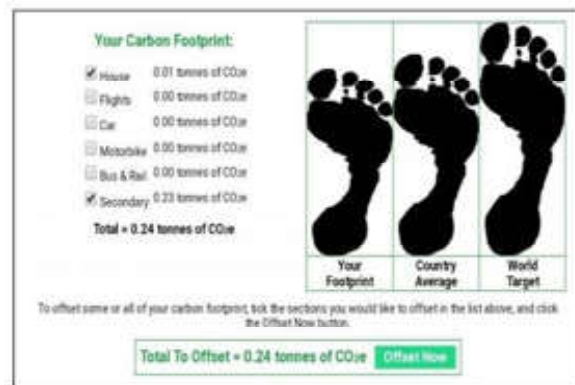 Your Carbon Footprint:
House 0.01 tonnes of CO₂e
Flights 0.00 tonnes of CO₂e
Car 0.00 tonnes of CO₂e
Motorbike 0.00 tonnes of CO₂e
Bus & Rail 0.00 tonnes of CO₂e
Secondary 0.23 tonnes of CO₂e
Total = 0.24 tonnes of CO₂e
Your Footprint
Country Average
World Target
To offset some or all of your carbon footprint, tick the sections you would like to offset in the list above, and click
the Offset Now button.
Total To Offset = 0.24 tonnes of CO₂e Offset Now